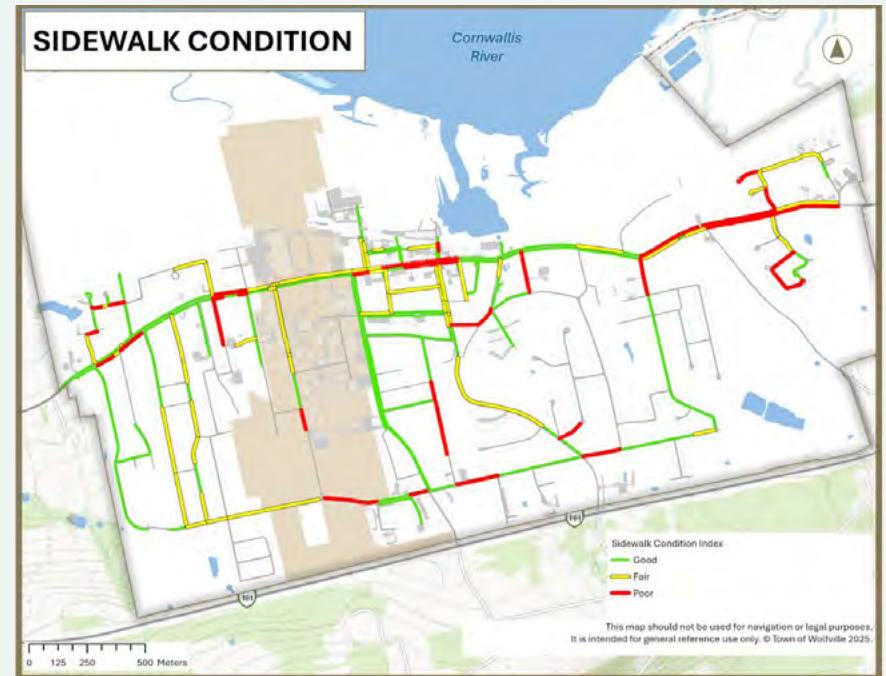 SIDEWALK CONDITION
Cornwallis
River
101
101
Sidewalk Condition Index
Good
Fair
Poor
This map should not be used for navigation or legal purposes.
It is intended for general reference use only. © Town of Wolfville 2025.
0 125 250 500 Meters